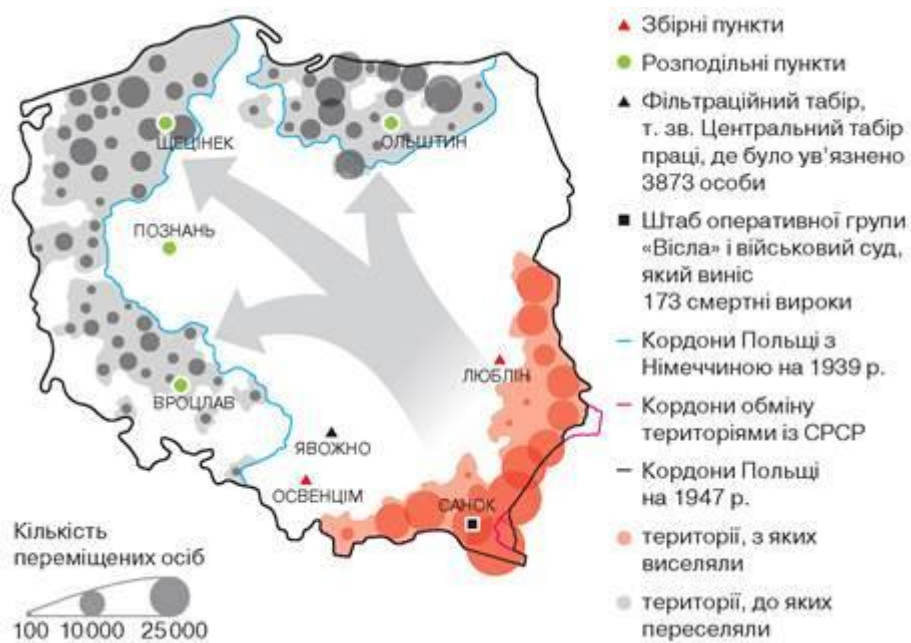 ЩЕЦІНЕК
ОЛЬШТИН
ПОЗНАНЬ
ВРОЦЛАВ
ЛЮБЛІН
ЯВОЖНО
ОСВЕНЦІМ
САНОК
Кількість
переміщених осіб
100 10 000 25 000
Збірні пункти
Розподільні пункти
Фільтраційний табір,
т. зв. Центральний табір
праці, де було ув’язнено
3873 особи
Штаб оперативної групи
«Вісла» і військовий суд,
який виніс
173 смертні вироки
Кордони Польщі з
Німеччиною на 1939 р.
Кордони обміну
територіями із СРСР
Кордони Польщі
на 1947 р.
території, з яких
виселяли
території, до яких
переселяли